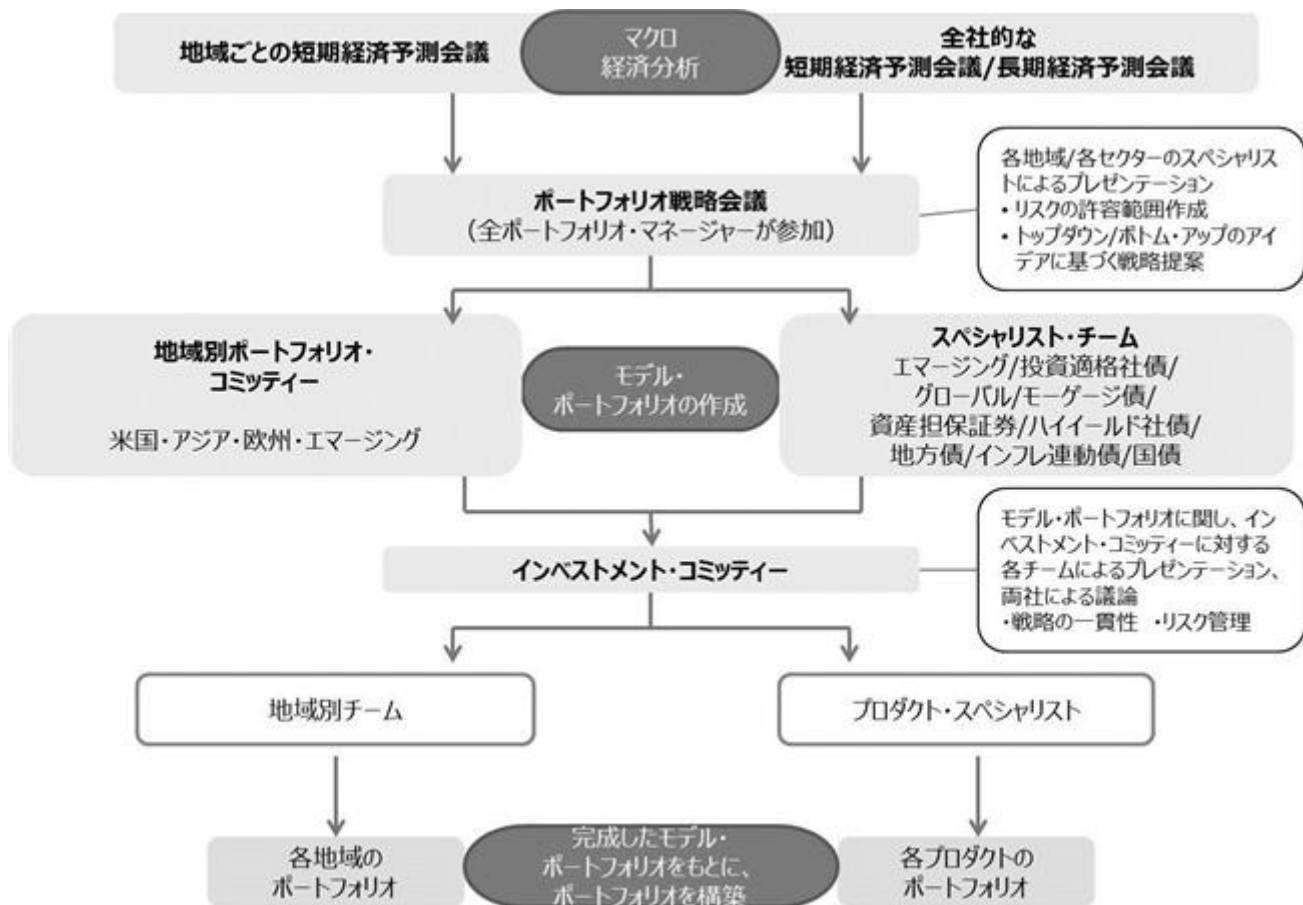 地域ごとの短期経済予測会議
マクロ
経済分析
全社的な
短期経済予測会議/長期経済予測会議
各地域/各セクターのスペシャリス
トによるプレゼンテーション
• リスクの許容範囲作成
• トップダウン/ボトム・アップのアイ
デアに基づく戦略提案
ポートフォリオ戦略会議
（全ポートフォリオ・マネージャーが参加）
地域別ポートフォリオ・
コミッティー
米国・アジア・欧州・エマージング
モデル・
ポートフォリオの作成
スペシャリスト・チーム
エマージング/投資適格社債/
グローバル/モーゲージ債/
資産担保証券/ハイイールド社債/
地方債/インフレ連動債/国債
モデル・ポートフォリオに関し、イン
ベストメント・コミッティーに対する
各チームによるプレゼンテーション、
両社による議論
・戦略の一貫性 ・リスク管理
インベストメント・コミッティー
地域別チーム
プロダクト・スペシャリスト
各地域の
ポートフォリオ
完成したモデル・
ポートフォリオをもとに、
ポートフォリオを構築
各プロダクトの
ポートフォリオ